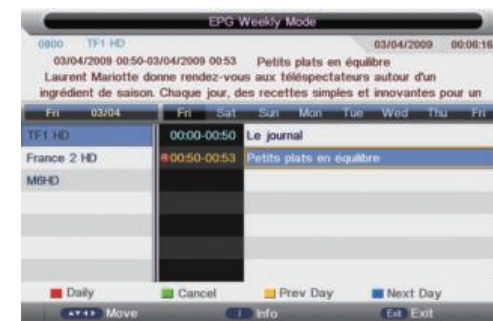 EPG Weekly Mode
0800 TF1 HD 03/04/2009 00:06:16
03/04/2009 00:50-03/04/2009 00:53 Petits plats en équilibre
Laurent Mariotte donne rendez-vous aux téléspectateurs autour d'un
ingrédient de saison. Chaque jour, des recettes simples et innovantes pour un
Fri 03/04 Fri Sat Sun Mon Tue Wed Thu Fri
TF1 HD 00:00-00:50 Le journal
France 2 HD 00:50-00:53 Petits plats en équilibre
M6HD
Daily Cancel Prev Day Next Day
Move i Info Exit Exit